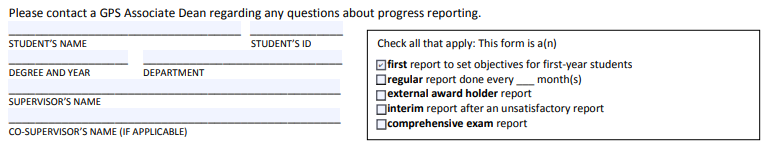 Please contact a GPS Associate Dean regarding any questions about progress reporting.
STUDENT'S NAME STUDENT'S ID
DEGREE AND YEAR DEPARTMENT
SUPERVISOR'S NAME
CO-SUPERVISOR'S NAME (IF APPLICABLE)
Check all that apply: This form is a(n)
first report to set objectives for first-year students
regular report done every ___ month(s)
external award holder report
interim report after an unsatisfactory report
comprehensive exam report